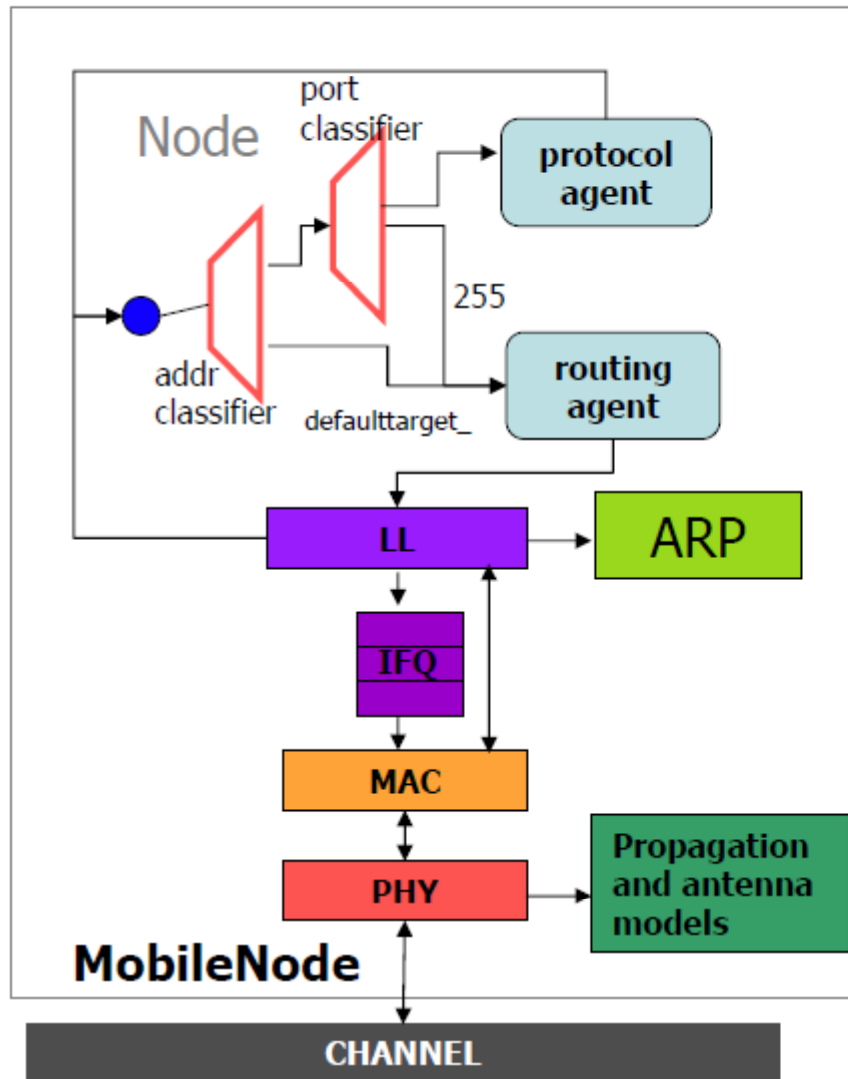 port
classifier
Node
protocol
agent
255
addr
classifier
defaulttarget_
routing
agent
LL
ARP
IFQ
MAC
PHY
Propagation
and antenna
models
MobileNode
CHANNEL